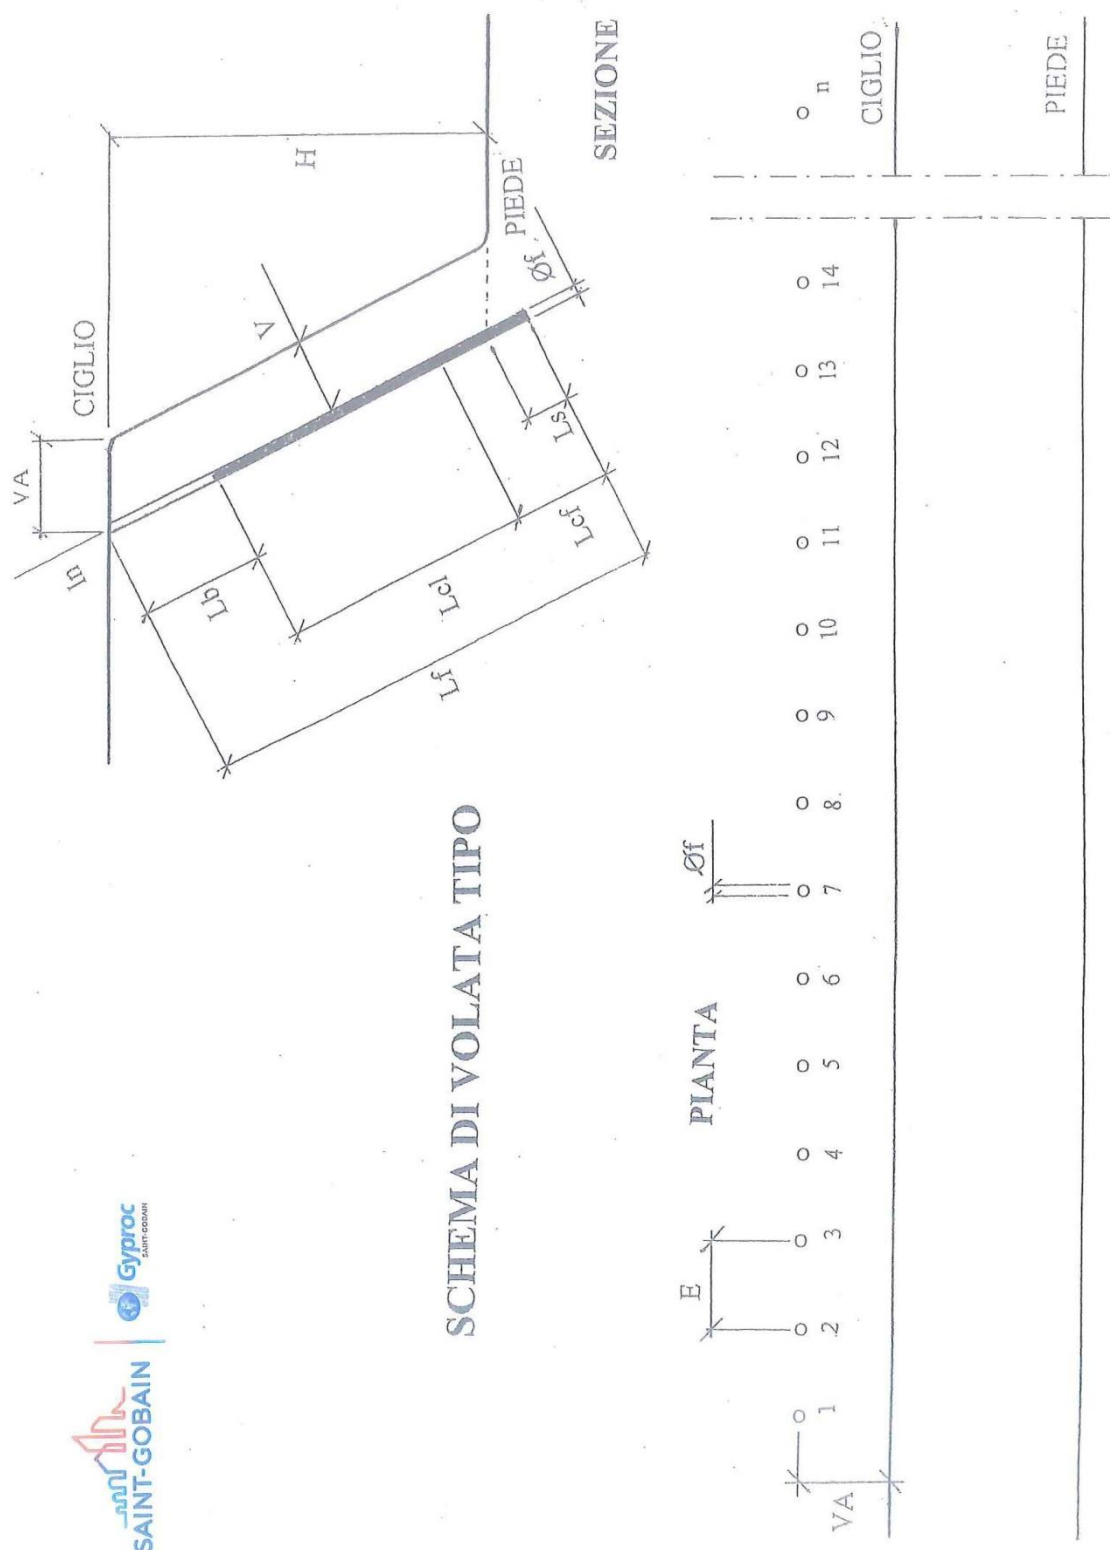 SAINT-GOBAIN
Gyproc
SAINT-GOBAIN
SCHEMA DI VOLATA TIPO
VA
In
CIGLIO
V
H
Lb
Lcl
Lf
Lcf
Ls
Øf
PIEDE
SEZIONE
PIANTA
E
Øf
VA
1
2
3
4
5
6
7
8
9
10
11
12
13
14
n
CIGLIO
PIEDE